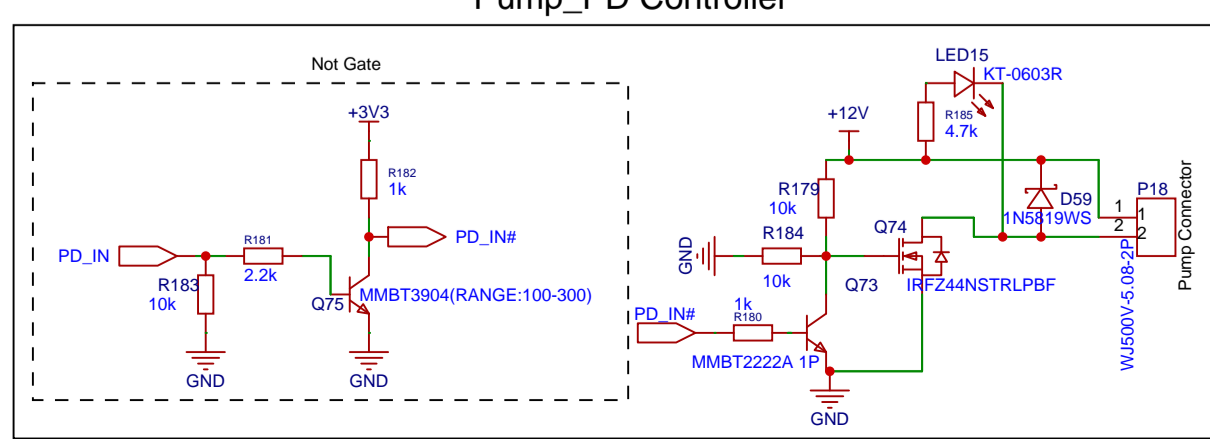 Pump_PD Controller
Not Gate
+3V3
R182
1k
PD_IN
R181
2.2k
PD_IN#
R183
10k
Q75
MMBT3904(RANGE:100-300)
GND
GND
LED15
KT-0603R
+12V
R185
4.7k
R179
10k
D59
1N5819WS
P18
1
1
2
2
Pump Connector
WJ500V-5.08-2P
GND
R184
10k
Q74
IRFZ44NSTRLPBF
Q73
PD_IN#
1k
R180
MMBT2222A 1P
GND